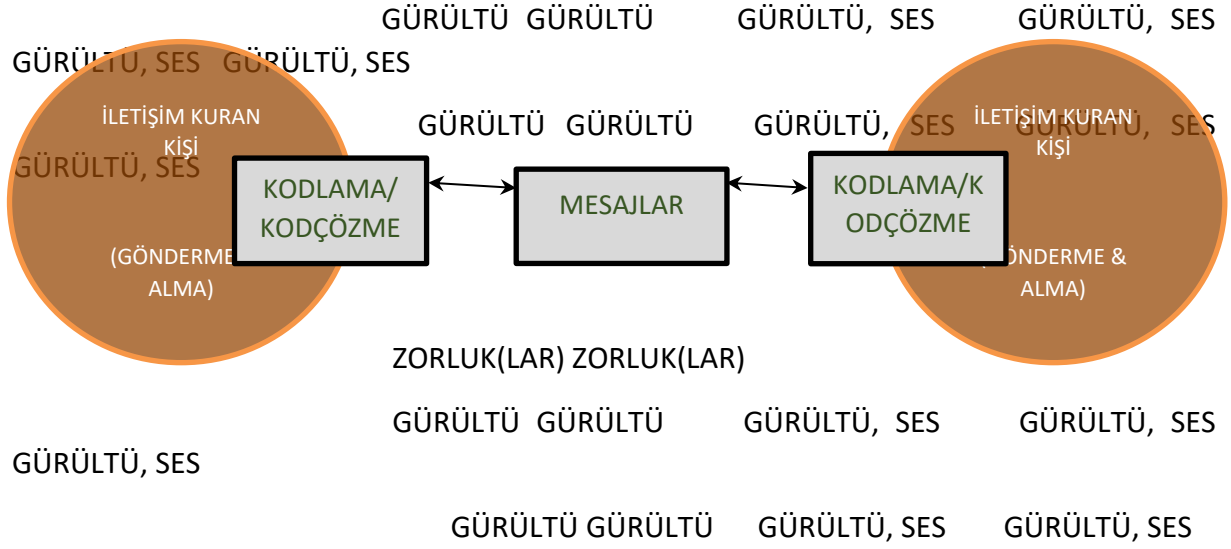 GÜRÜLTÜ GÜRÜLTÜ GÜRÜLTÜ, SES GÜRÜLTÜ, SES
GÜRÜLTÜ, SES GÜRÜLTÜ, SES
GÜRÜLTÜ GÜRÜLTÜ GÜRÜLTÜ, SES GÜRÜLTÜ, SES
GÜRÜLTÜ, SES
İLETİŞİM KURAN
KİŞİ
(GÖNDERME
ALMA)
KODLAMA/
KODÇÖZME
MESAJLAR
KODLAMA/K
ODÇÖZME
İLETİŞİM KURAN
KİŞİ
(GÖNDERME &
ALMA)
ZORLUK(LAR) ZORLUK(LAR)
GÜRÜLTÜ GÜRÜLTÜ GÜRÜLTÜ, SES GÜRÜLTÜ, SES
GÜRÜLTÜ, SES
GÜRÜLTÜ GÜRÜLTÜ GÜRÜLTÜ, SES GÜRÜLTÜ, SES